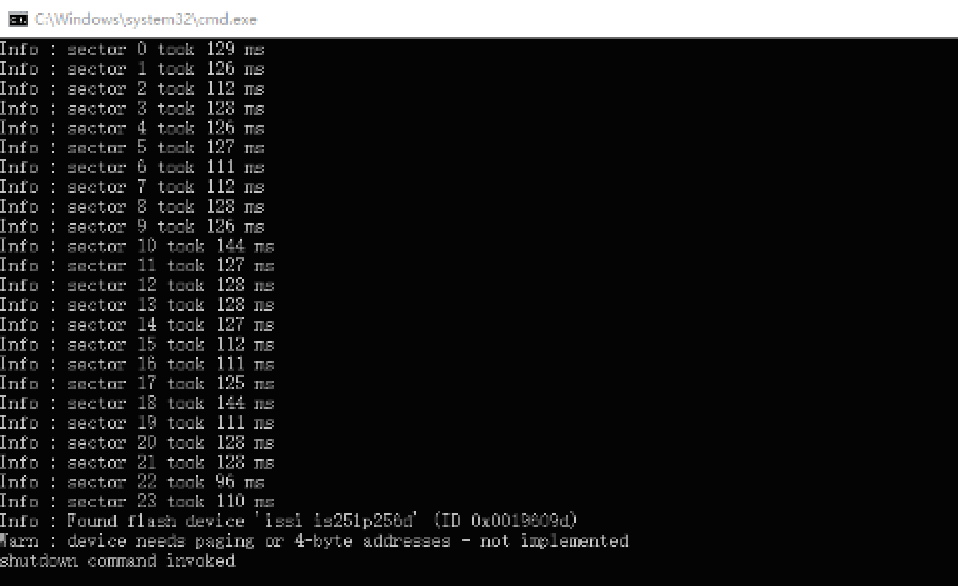 C:\Windows\system32\cmd.exe
Info : sector 0 took 129 ms
Info : sector 1 took 126 ms
Info : sector 2 took 112 ms
Info : sector 3 took 128 ms
Info : sector 4 took 126 ms
Info : sector 5 took 127 ms
Info : sector 6 took 111 ms
Info : sector 7 took 112 ms
Info : sector 8 took 128 ms
Info : sector 9 took 126 ms
Info : sector 10 took 144 ms
Info : sector 11 took 127 ms
Info : sector 12 took 128 ms
Info : sector 13 took 128 ms
Info : sector 14 took 127 ms
Info : sector 15 took 112 ms
Info : sector 16 took 111 ms
Info : sector 17 took 125 ms
Info : sector 18 took 144 ms
Info : sector 19 took 111 ms
Info : sector 20 took 128 ms
Info : sector 21 took 128 ms
Info : sector 22 took 96 ms
Info : sector 23 took 110 ms
Info : Found flash device 'issi is25lp256d' (ID 0x0019609d)
Warn : device needs paging or 4-byte addresses - not implemented
shutdown command invoked